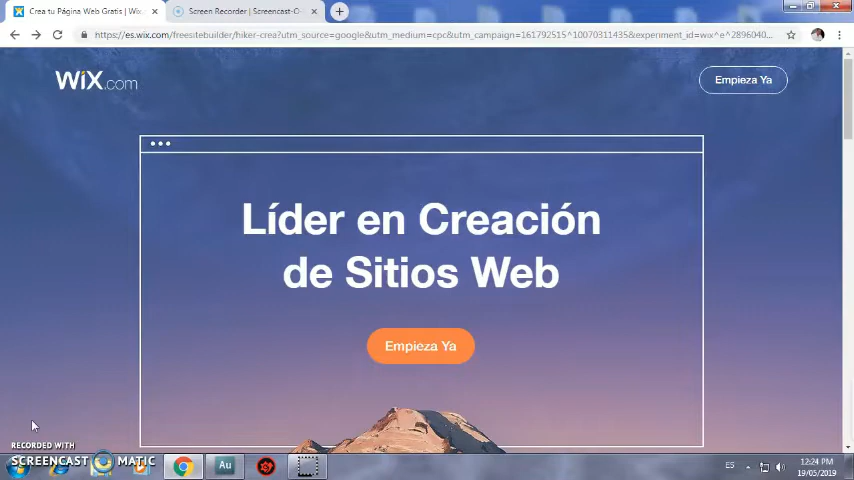 Crea tu Página Web Gratis | Wix.
Screen Recorder | Screencast-O-
https://es.wix.com/freesitebuilder/hiker-crea?utm_source=google&utm_medium=cpc&utm_campaign=161792515^10070311435&experiment_id=wix^e^2896040...
WiX.com
Empieza Ya
Líder en Creación
de Sitios Web
Empieza Ya
RECORDED WITH
SCREENCAST MATIC
Au
ES
12:24 PM
19/05/2019